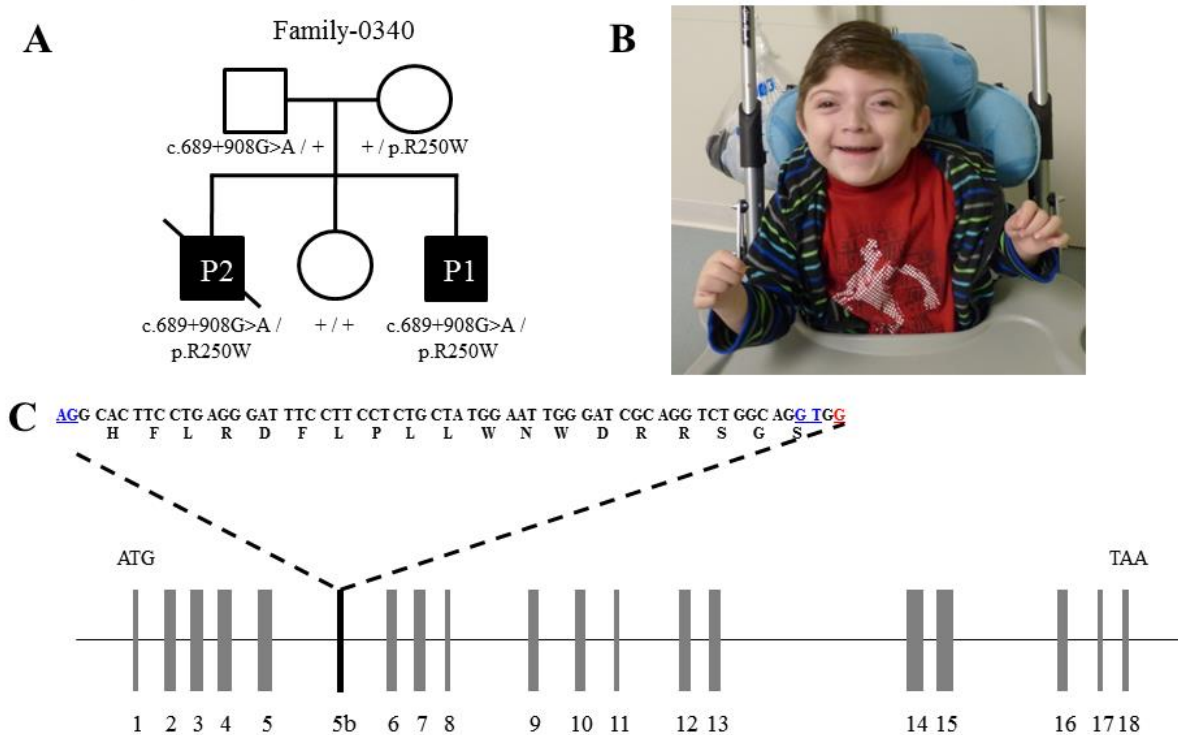 A
Family-0340
c.689+908G>A / +
+ / p.R250W
P2
P1
c.689+908G>A /
p.R250W
+ / +
c.689+908G>A /
p.R250W
B
C
AGG CAC TTC CTG AGG GAT TTC CTT CCT CTG CTA TGG AAT TGG GAT CGC AGG TCT GGC AGG TGG
H F L R D F L P L L W N W D R R S G S
ATG
TAA
1 2 3 4 5 5b 6 7 8 9 10 11 12 13 14 15 16 17 18